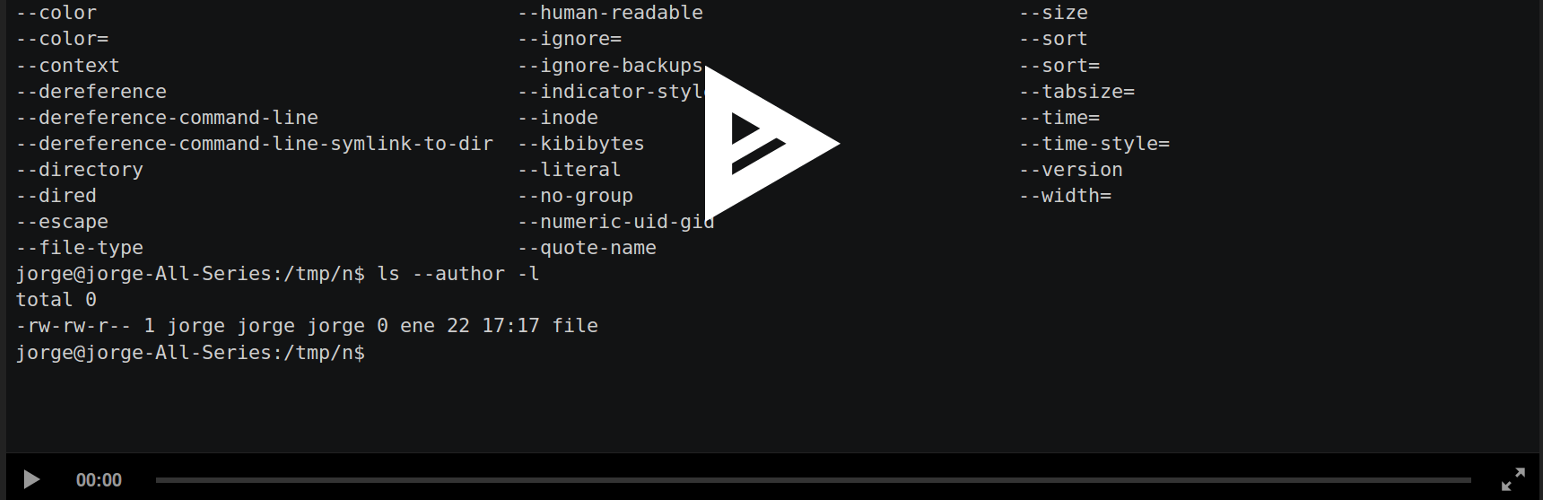 --color --human-readable --size
--color= --ignore= --sort
--context --ignore-backups --sort=
--dereference --indicator-style --tabsize=
--dereference-command-line --inode --time=
--dereference-command-line-symlink-to-dir --kibibytes --time-style=
--directory --literal --version
--dired --no-group --width=
--escape --numeric-uid-gid
--file-type --quote-name
jorge@jorge-All-Series:/tmp/n$ ls --author -l
total 0
-rw-rw-r-- 1 jorge jorge jorge 0 ene 22 17:17 file
jorge@jorge-All-Series:/tmp/n$
00:00